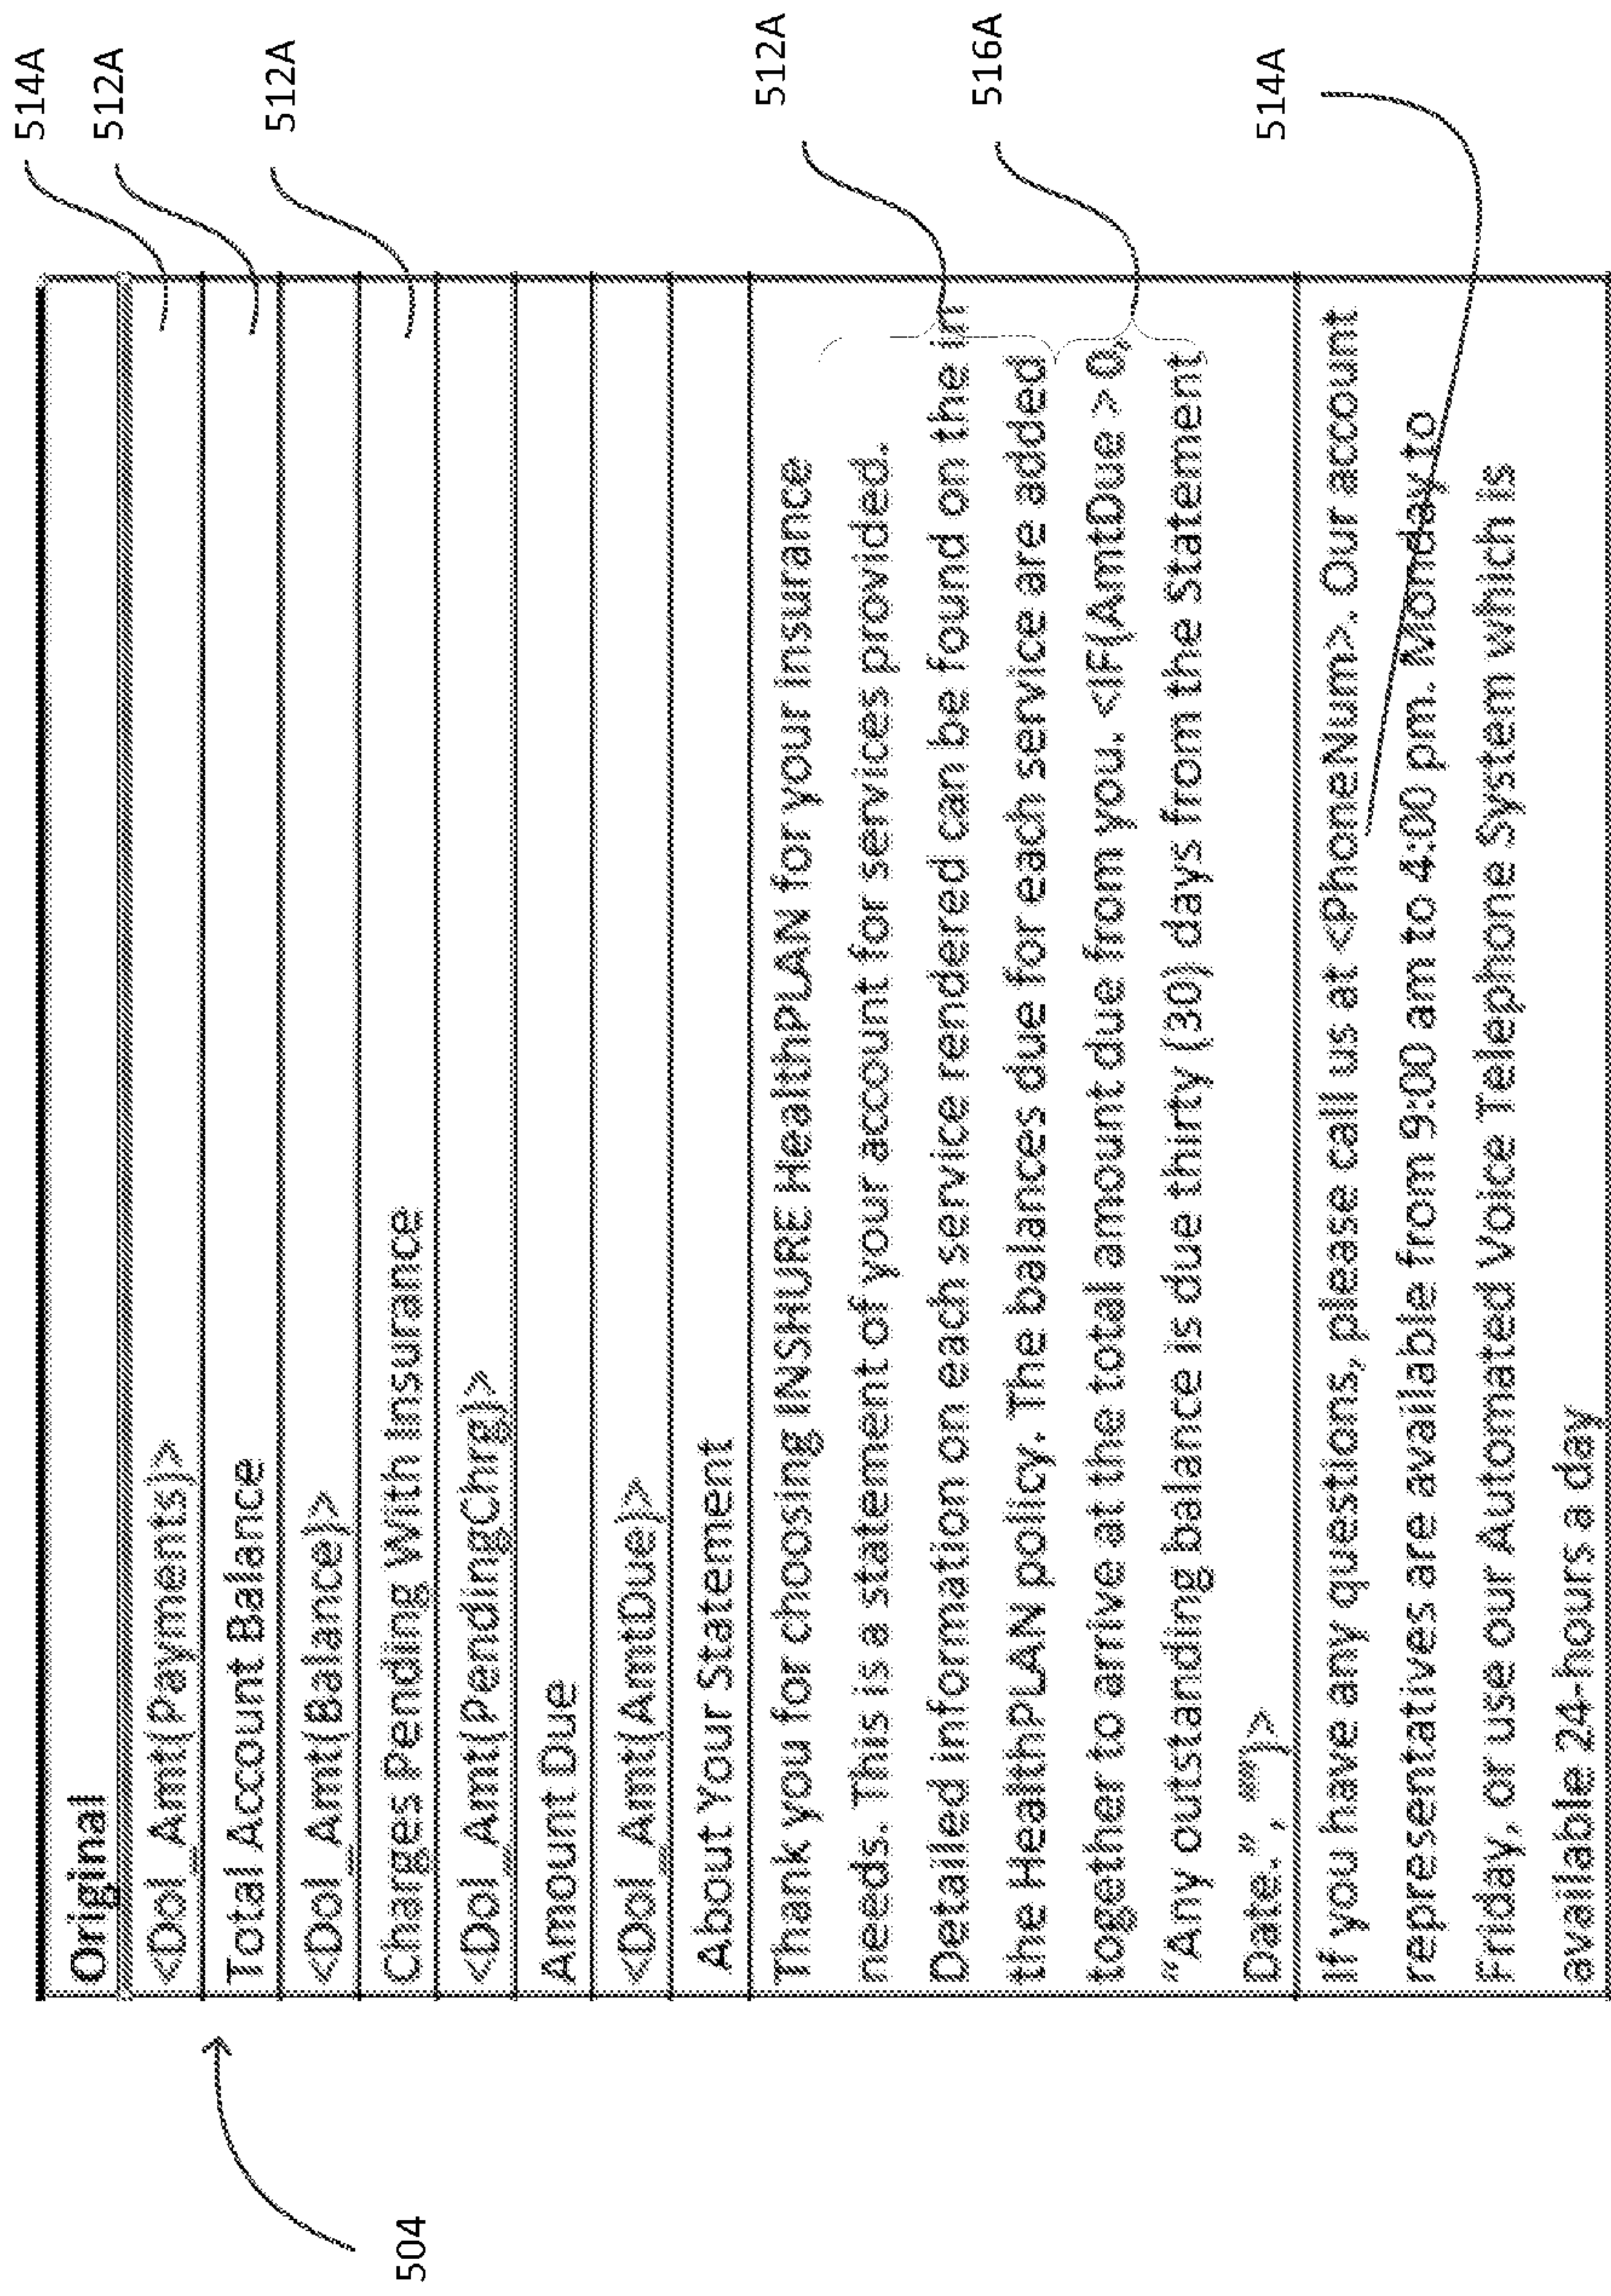 Original
<Dol_Amt(Payments)>
514A
Total Account Balance
512A
<Dol_Amt(Balance)>
Charges Pending With Insurance
512A
<Dol_Amt(PendingChrg)>
Amount Due
<Dol_Amt(AmtDue)>
About Your Statement
Thank you for choosing INSHURE HealthPLAN for your insurance
needs. This is a statement of your account for services provided.
Detailed information on each service rendered can be found on the in
the HealthPLAN policy. The balances due for each service are added
together to arrive at the total amount due from you. <IF(AmtDue > 0,
“Any outstanding balance is due thirty (30) days from the Statement
Date.”, “”)>
512A
516A
If you have any questions, please call us at <PhoneNum>. Our account
representatives are available from 9:00 am to 4:00 pm. Monday to
Friday, or use our Automated Voice Telephone System which is
available 24-hours a day
514A
504